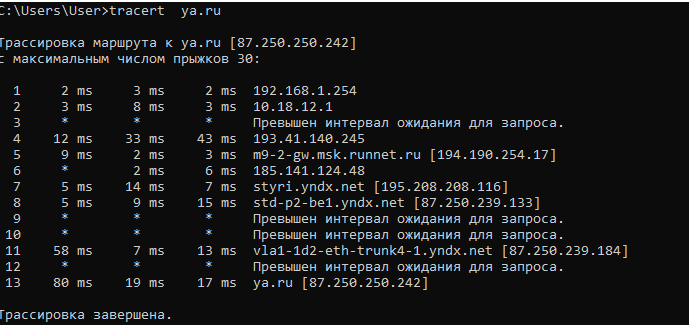 C:\Users\User>tracert  ya.ru
Трассировка маршрута к ya.ru [87.250.250.242]
с максимальным числом прыжков 30:
  1     2 ms     3 ms     2 ms  192.168.1.254
  2     3 ms     8 ms     3 ms  10.18.12.1
  3     *        *        *     Превышен интервал ожидания для запроса.
  4    12 ms    33 ms    43 ms  193.41.140.245
  5     9 ms     2 ms     3 ms  m9-2-gw.msk.runnet.ru [194.190.254.17]
  6     *        2 ms     6 ms  185.141.124.48
  7     5 ms    14 ms     7 ms  styri.yndx.net [195.208.208.116]
  8     5 ms     9 ms    15 ms  std-p2-be1.yndx.net [87.250.239.133]
  9     *        *        *     Превышен интервал ожидания для запроса.
 10     *        *        *     Превышен интервал ожидания для запроса.
 11    58 ms     7 ms    13 ms  vla1-1d2-eth-trunk4-1.yndx.net [87.250.239.184]
 12     *        *        *     Превышен интервал ожидания для запроса.
 13    80 ms    19 ms    17 ms  ya.ru [87.250.250.242]
Трассировка завершена.